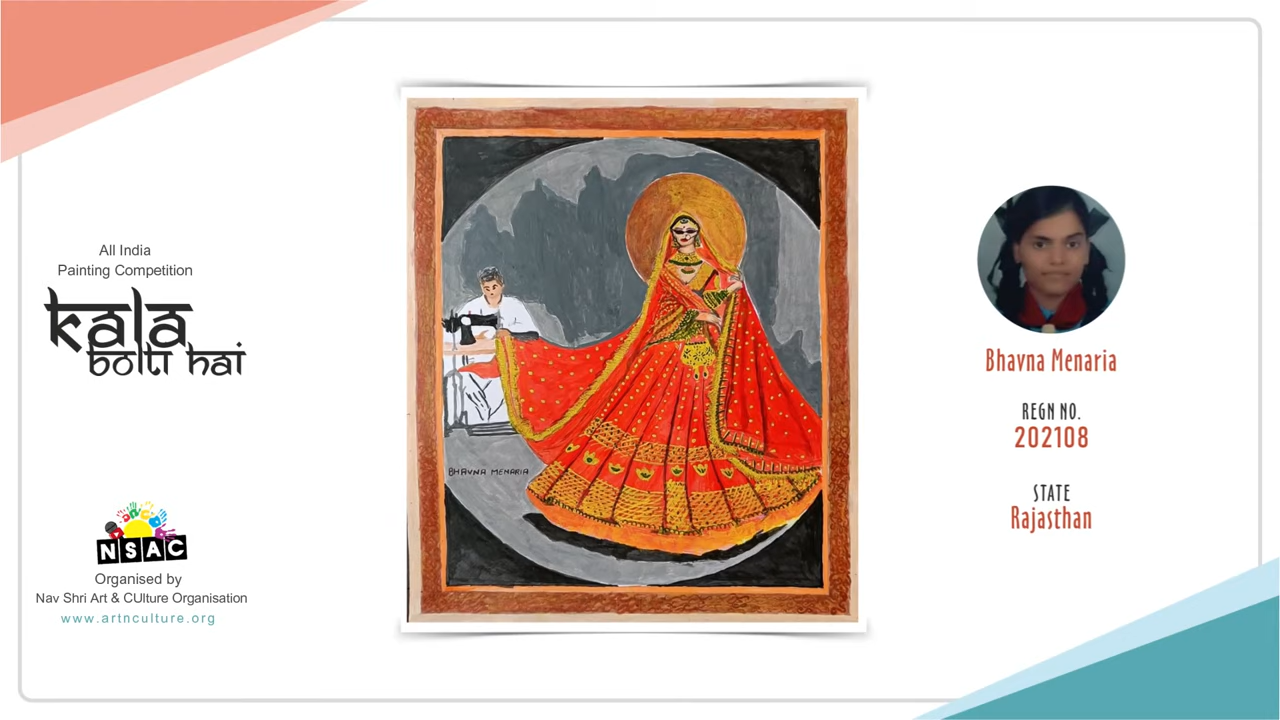 All India
Painting Competition
kala
bolti hai
NSAC
Organised by
Nav Shri Art & CUlture Organisation
www.artnculture.org
BHAVNA MENARIA
Bhavna Menaria
REGN NO.
202108
STATE
Rajasthan